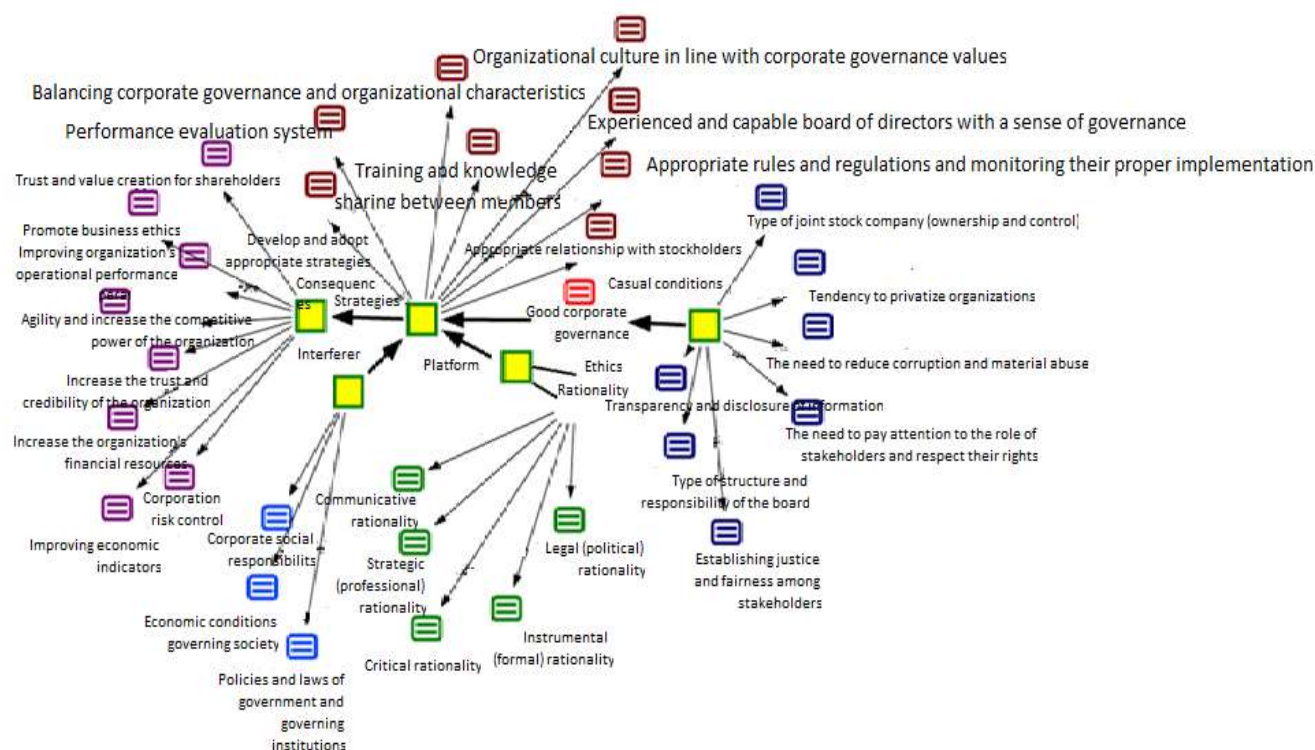 Organizational culture in line with corporate governance values
Balancing corporate governance and organizational characteristics
Experienced and capable board of directors with a sense of governance
Performance evaluation system
Appropriate rules and regulations and monitoring their proper implementation
Training and knowledge
sharing between members
Trust and value creation for shareholders
Type of joint stock company (ownership and control)
Promote business ethics
Develop and adopt
appropriate strategies
Appropriate relationship with stockholders
Improving organization's
operational performance
Consequenc
es
Strategies
Casual conditions
Tendency to privatize organizations
Good corporate
governance
Agility and increase the competitive
power of the organization
Interferer
Platform
Ethics
Rationality
The need to reduce corruption and material abuse
Increase the trust and
credibility of the organization
Transparency and disclosure of information
Increase the organization's
financial resources
The need to pay attention to the role of
stakeholders and respect their rights
Corporation
risk control
Communicative
rationality
Type of structure and
responsibility of the board
Improving economic
indicators
Corporate social
responsibilits
Strategic
(professional)
rationality
Legal (political)
rationality
Establishing justice
and fairness among
stakeholders
Economic conditions
governing society
Critical rationality
Instrumental
(formal) rationality
Policies and laws of
government and
governing
institutions